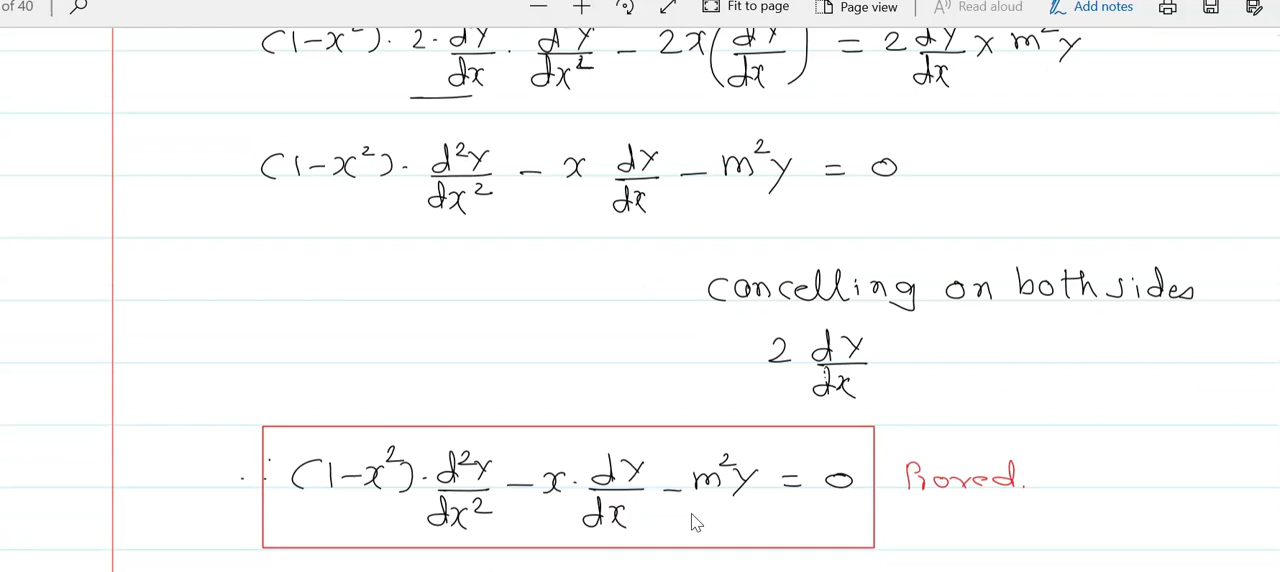 of 40 Fit to page Page view Read aloud Add notes
(1-x²). 2. dy/dx . d²y/dx² - 2x(dy/dx) = 2 dy/dx x m²y
(1-x²). d²y/dx² - x dy/dx - m²y = 0
cancelling on both sides
2 dy/dx
∴ (1-x²). d²y/dx² - x. dy/dx - m²y = 0 Proved.